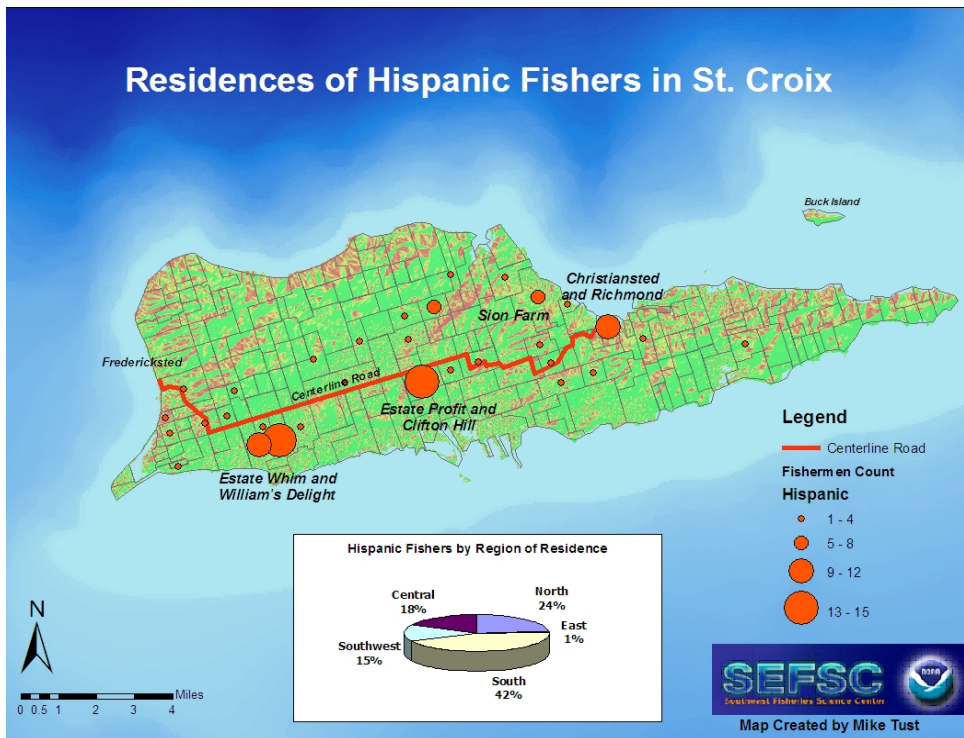 Residences of Hispanic Fishers in St. Croix
Buck Island
Christiansted
and Richmond
Sion Farm
Fredericksted
Centerline Road
Estate Profit and
Clifton Hill
Estate Whim and
William's Delight
Legend
Centerline Road
Fishermen Count
Hispanic
1 - 4
5 - 8
9 - 12
13 - 15
Hispanic Fishers by Region of Residence
Central
18%
North
24%
East
1%
Southwest
15%
South
42%
N
Miles
0 0.5 1 2 3 4
SEFSC
Southeast Fisheries Science Center
NOAA
Map Created by Mike Tust